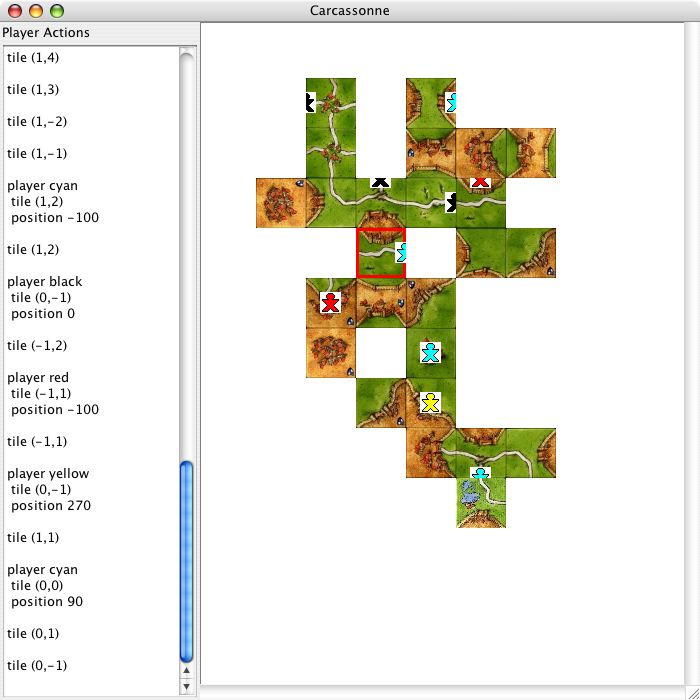 Carcassonne
Player Actions
tile (1,4)
tile (1,3)
tile (1,-2)
tile (1,-1)
player cyan
tile (1,2)
position -100
tile (1,2)
player black
tile (0,-1)
position 0
tile (-1,2)
player red
tile (-1,1)
position -100
tile (-1,1)
player yellow
tile (0,-1)
position 270
tile (1,1)
player cyan
tile (0,0)
position 90
tile (0,1)
tile (0,-1)